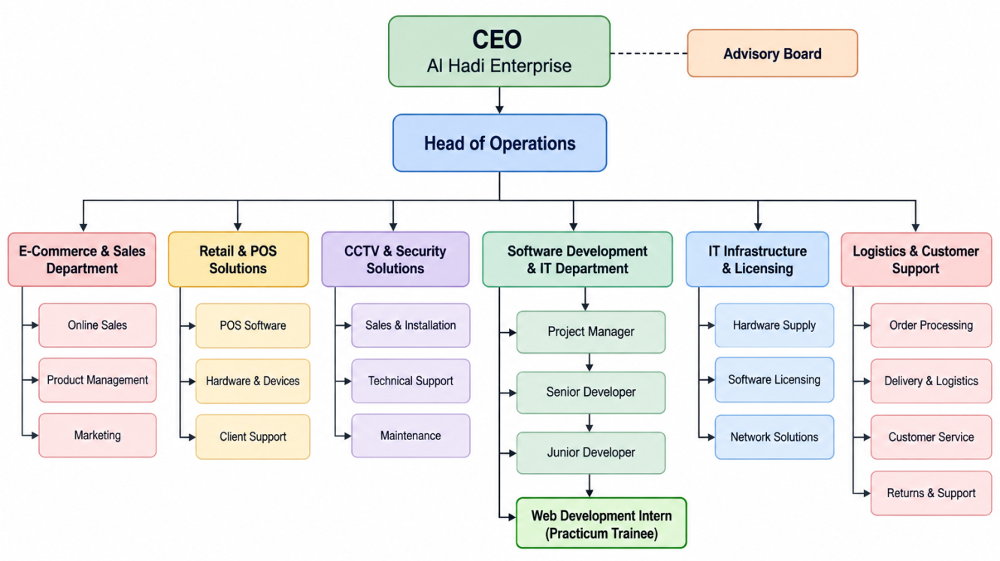 CEO
Al Hadi Enterprise
Advisory Board
Head of Operations
E-Commerce & Sales
Department
Online Sales
Product Management
Marketing
Retail & POS
Solutions
POS Software
Hardware & Devices
Client Support
CCTV & Security
Solutions
Sales & Installation
Technical Support
Maintenance
Software Development
& IT Department
Project Manager
Senior Developer
Junior Developer
Web Development Intern
(Practicum Trainee)
IT Infrastructure
& Licensing
Hardware Supply
Software Licensing
Network Solutions
Logistics & Customer
Support
Order Processing
Delivery & Logistics
Customer Service
Returns & Support